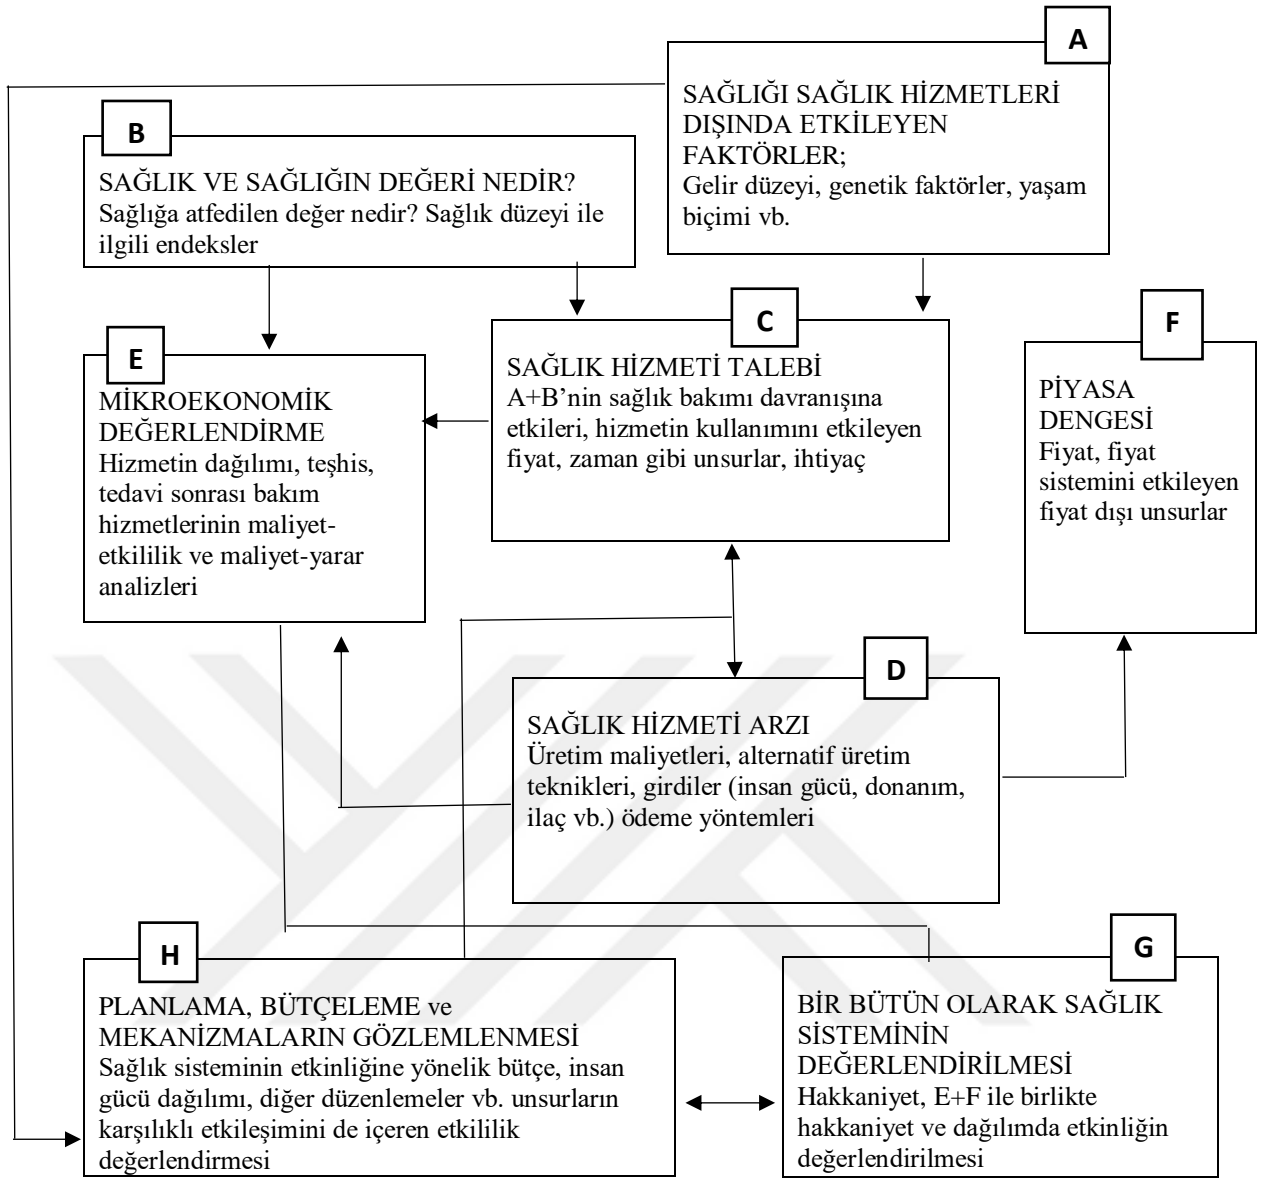 A
SAĞLIĞI SAĞLIK HİZMETLERİ
DIŞINDA ETKİLEYEN
FAKTÖRLER;
Gelir düzeyi, genetik faktörler, yaşam
biçimi vb.
B
SAĞLIK VE SAĞLIĞIN DEĞERİ NEDİR?
Sağlığa atfedilen değer nedir? Sağlık düzeyi ile
ilgili endeksler
C
SAĞLIK HİZMETİ TALEBİ
A+B’nin sağlık bakımı davranışına
etkileri, hizmetin kullanımını etkileyen
fiyat, zaman gibi unsurlar, ihtiyaç
E
MİKROEKONOMİK
DEĞERLENDİRME
Hizmetin dağılımı, teşhis,
tedavi sonrası bakım
hizmetlerinin maliyet-
etkililik ve maliyet-yarar
analizleri
F
PİYASA
DENGESİ
Fiyat, fiyat
sistemini etkileyen
fiyat dışı unsurlar
D
SAĞLIK HİZMETİ ARZI
Üretim maliyetleri, alternatif üretim
teknikleri, girdiler (insan gücü, donanım,
ilaç vb.) ödeme yöntemleri
H
PLANLAMA, BÜTÇELEME ve
MEKANİZMALARIN GÖZLEMLENMESİ
Sağlık sisteminin etkinliğine yönelik bütçe, insan
gücü dağılımı, diğer düzenlemeler vb. unsurların
karşılıklı etkileşimini de içeren etkililik
değerlendirmesi
G
BİR BÜTÜN OLARAK SAĞLIK
SİSTEMİNİN
DEĞERLENDİRİLMESİ
Hakkaniyet, E+F ile birlikte
hakkaniyet ve dağılımda etkinliğin
değerlendirilmesi